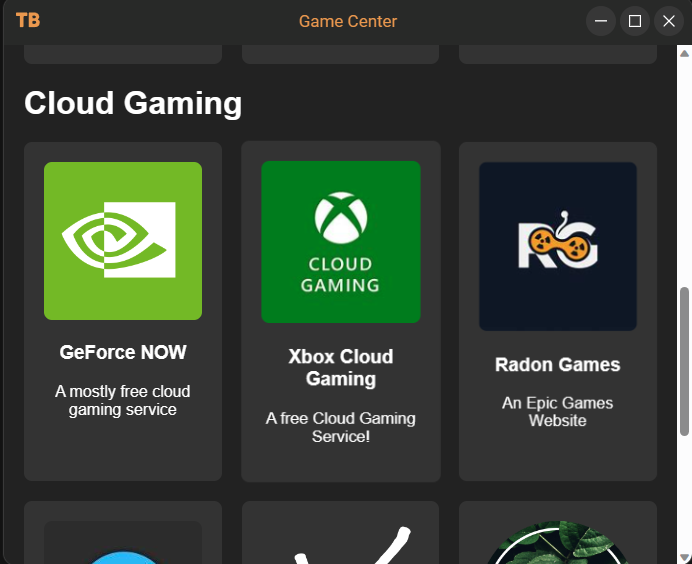 TB
Game Center
Cloud Gaming
GeForce NOW
A mostly free cloud
gaming service
CLOUD
GAMING
Xbox Cloud
Gaming
A free Cloud Gaming
Service!
RG
Radon Games
An Epic Games
Website